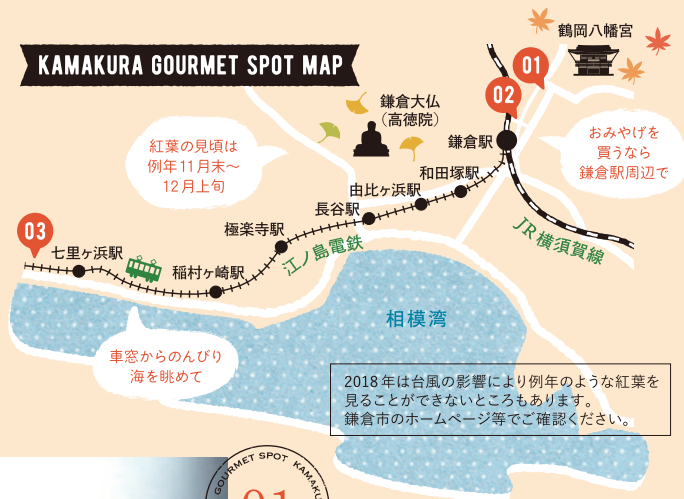 KAMAKURA GOURMET SPOT MAP
鶴岡八幡宮
01
02
鎌倉大仏
（高徳院）
鎌倉駅
おみやげを
買うなら
鎌倉駅周辺で
紅葉の見頃は
例年11月末〜
12月上旬
和田塚駅
由比ヶ浜駅
長谷駅
極楽寺駅
江ノ島電鉄
JR横須賀線
03
七里ヶ浜駅
稲村ヶ崎駅
相模湾
車窓からのんびり
海を眺めて
2018年は台風の影響により例年のような紅葉を
見ることができないところもあります。
鎌倉市のホームページ等でご確認ください。
GOURMET SPOT KAMAKU